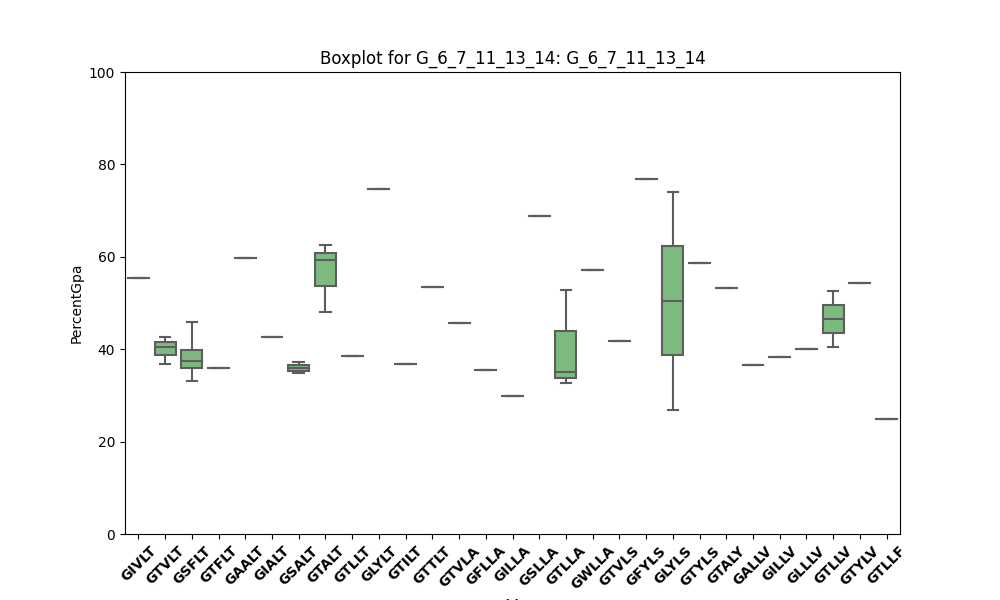 Boxplot for G_6_7_11_13_14: G_6_7_11_13_14
PercentGpa
100
80
60
40
20
0
GIVLT
GTVLT
GSFLT
GTFLT
GAALT
GIALT
GSALT
GTALT
GTLLT
GLYLT
GTILT
GTTLT
GTVLA
GFLLA
GILLA
GSLLA
GTLLA
GWLLA
GTVLS
GFYLS
GLYLS
GTYLS
GTALY
GALLV
GILLV
GLLLV
GTLLV
GTYLV
GTLLF